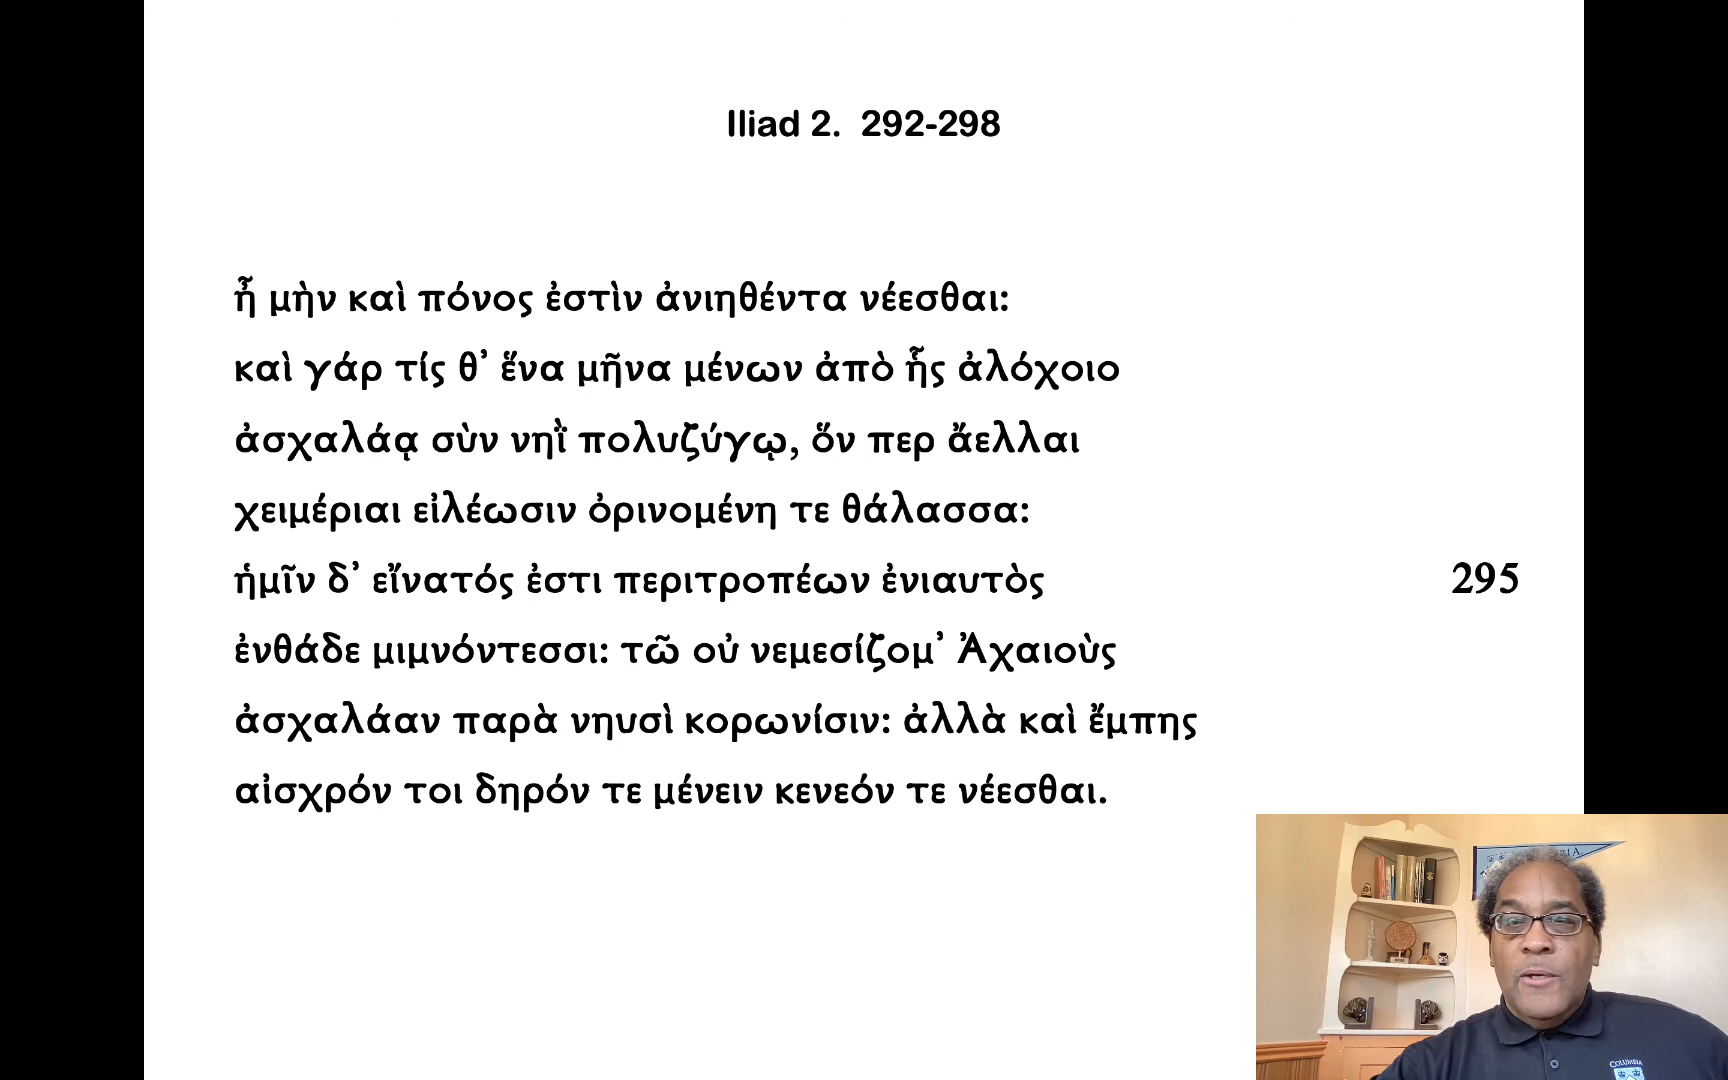 Iliad 2. 292-298
ἦ μὴν καὶ πόνος ἐστὶν ἀνιηθέντα νέεσθαι:
καὶ γάρ τίς θ’ ἕνα μῆνα μένων ἀπὸ ἧς ἀλόχοιο
ἀσχαλάᾳ σὺν νηῒ πολυζύγῳ, ὅν περ ἄελλαι
χειμέριαι εἰλέωσιν ὀρινομένη τε θάλασσα:
ἡμῖν δ’ εἴνατός ἐστι περιτροπέων ἐνιαυτὸς 295
ἐνθάδε μιμνόντεσσι: τῶ οὐ νεμεσίζομ’ Ἀχαιοὺς
ἀσχαλάαν παρὰ νηυσὶ κορωνίσιν: ἀλλὰ καὶ ἔμπης
αἰσχρόν τοι δηρόν τε μένειν κενεόν τε νέεσθαι.
COLUMBIA